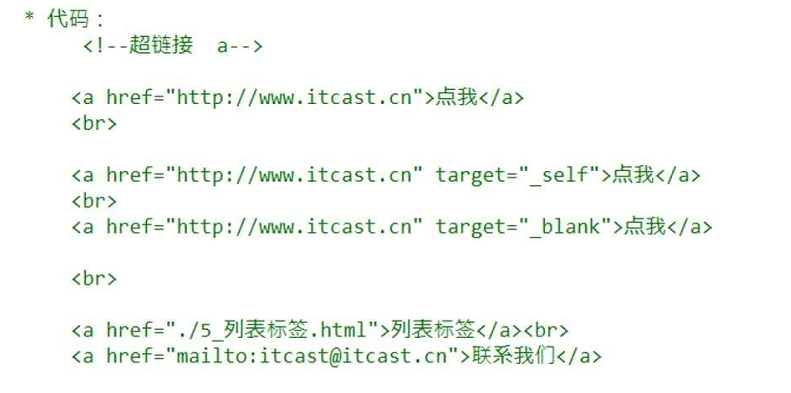 * 代码：
<!--超链接  a-->
<a href="http://www.itcast.cn">点我</a>
<br>
<a href="http://www.itcast.cn" target="_self">点我</a>
<br>
<a href="http://www.itcast.cn" target="_blank">点我</a>
<br>
<a href="./5_列表标签.html">列表标签</a><br>
<a href="mailto:itcast@itcast.cn">联系我们</a>